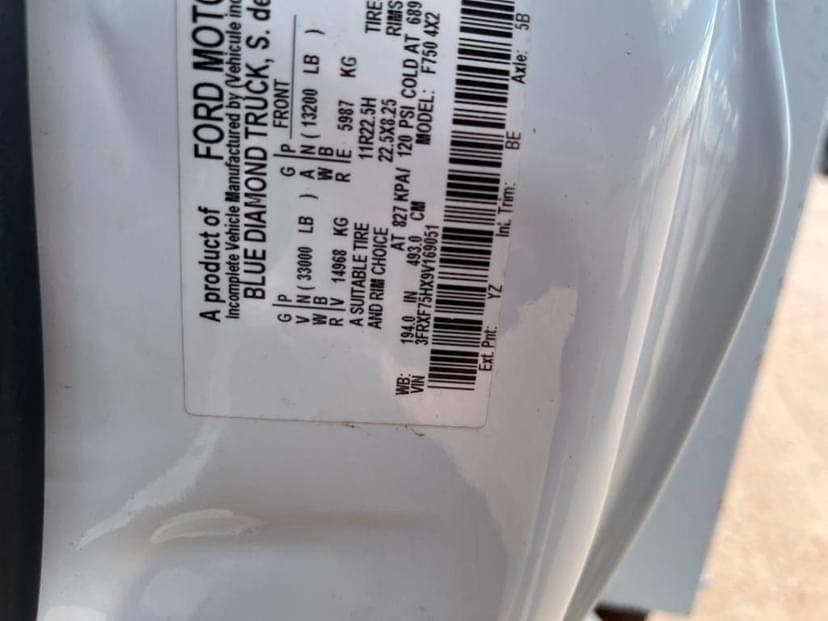 A product of FORD MOTO
Incomplete Vehicle Manufactured by (Vehicule inc
BLUE DIAMOND TRUCK, S. de
G P G P FRONT
V N ( 33000 LB ) A N ( 13200 LB )
W B W B
R V 14968 KG R E 5987 KG
A SUITABLE TIRE 11R22.5H TIRE
AND RIM CHOICE 22.5X8.25 RIMS
AT 827 KPA/ 120 PSI COLD AT 689
WB: 194.0 IN 493.0 CM MODEL: F750 4X2
VIN 3FRXF75HX9V169051
Ext. Pnt: YZ Int. Trim: BE Axle: 5B